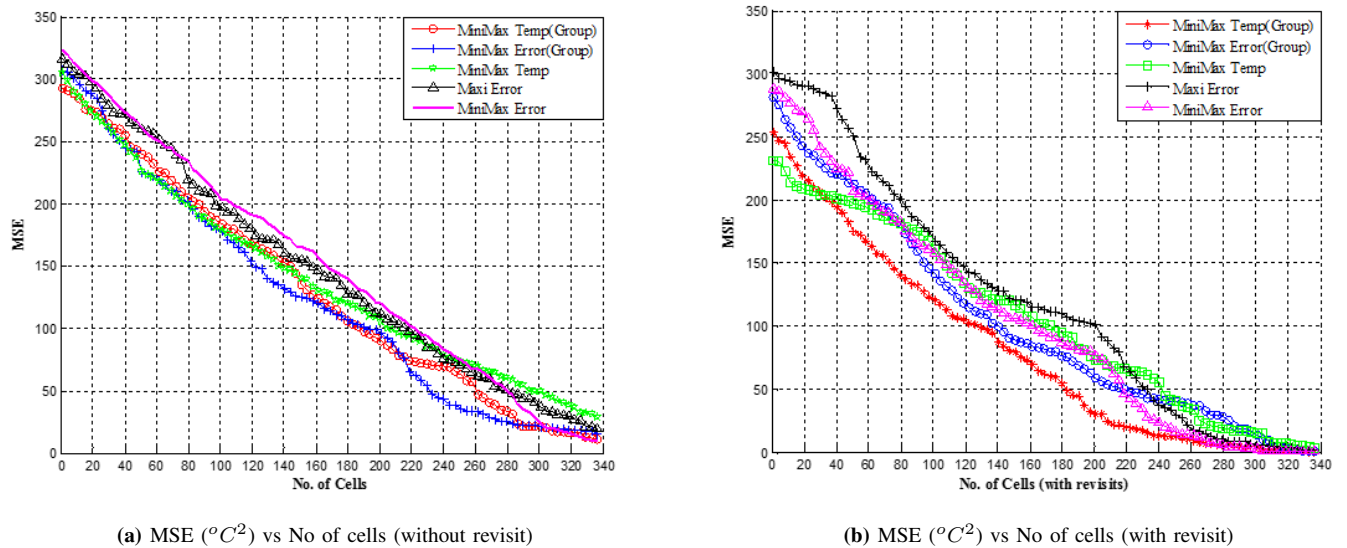 MiniMax Temp(Group)
MiniMax Error(Group)
MiniMax Temp
Maxi Error
MiniMax Error
350
300
250
200
150
100
50
0
MSE
0 20 40 60 80 100 120 140 160 180 200 220 240 260 280 300 320 340
No. of Cells
(a) MSE (°C²) vs No of cells (without revisit)
MiniMax Temp(Group)
MiniMax Error(Group)
MiniMax Temp
Maxi Error
MiniMax Error
350
300
250
200
150
100
50
0
MSE
0 20 40 60 80 100 120 140 160 180 200 220 240 260 280 300 320 340
No. of Cells (with revisits)
(b) MSE (°C²) vs No of cells (with revisit)